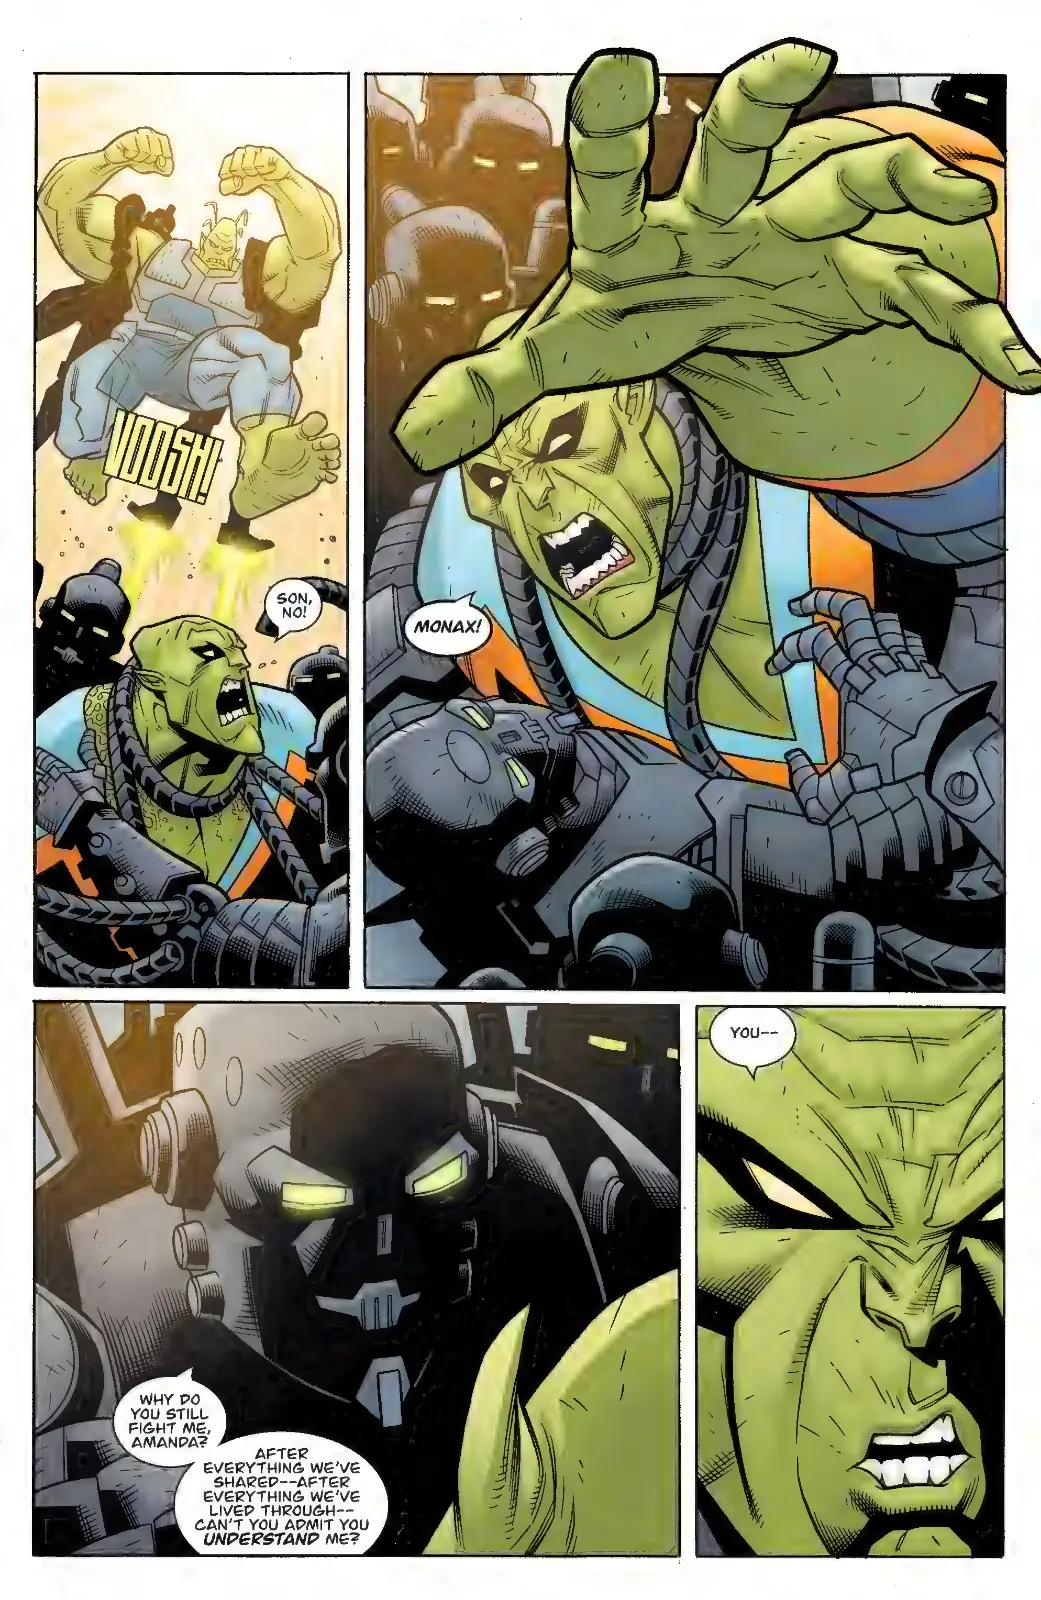 VOOSH!
SON,
NO!
MONAX!
WHY DO
YOU STILL
FIGHT ME,
AMANDA?
AFTER
EVERYTHING WE'VE
SHARED--AFTER
EVERYTHING WE'VE
LIVED THROUGH--
CAN'T YOU ADMIT YOU
UNDERSTAND ME?
YOU--